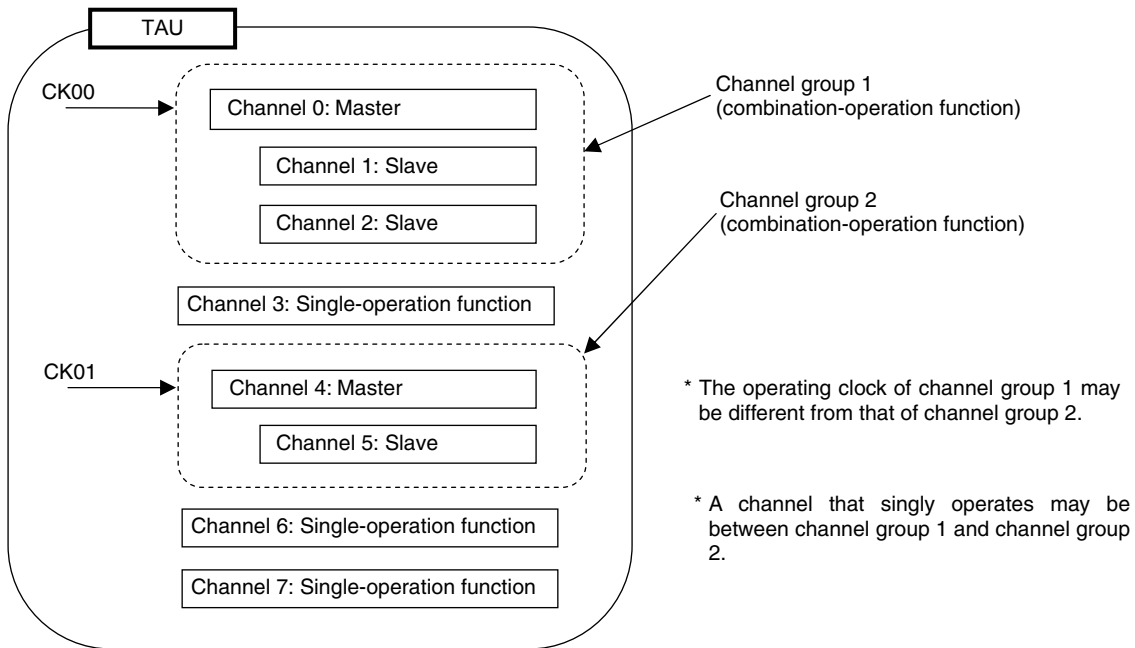 TAU
CK00
Channel 0: Master
Channel 1: Slave
Channel 2: Slave
Channel group 1
(combination-operation function)
Channel group 2
(combination-operation function)
Channel 3: Single-operation function
CK01
Channel 4: Master
Channel 5: Slave
* The operating clock of channel group 1 may
be different from that of channel group 2.
Channel 6: Single-operation function
Channel 7: Single-operation function
* A channel that singly operates may be
between channel group 1 and channel group
2.